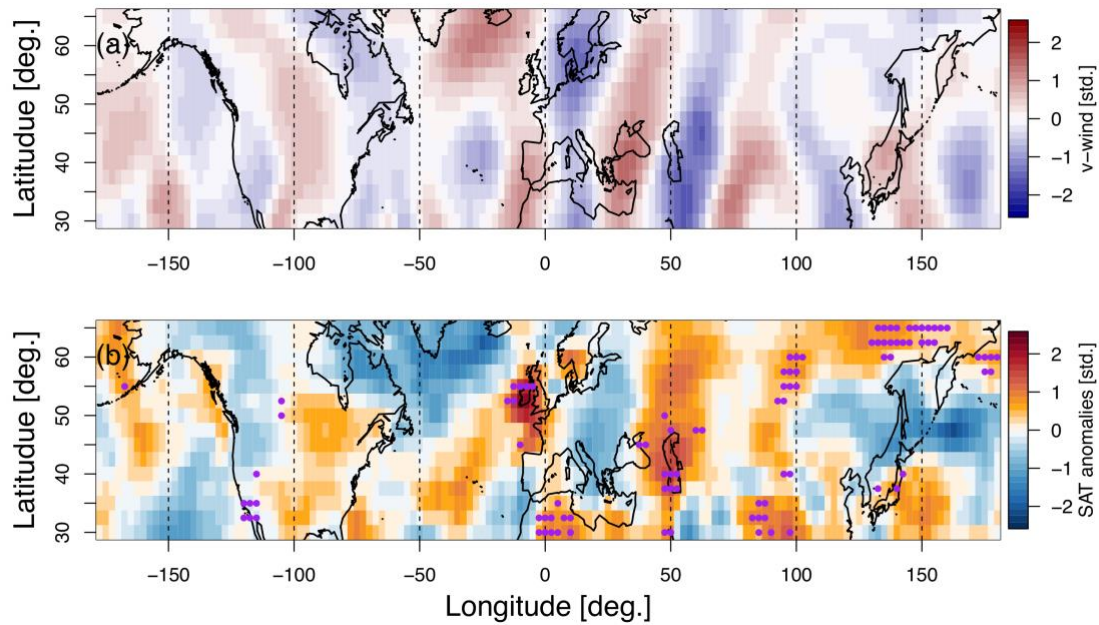 (a)
Latitudue [deg.]
60
50
40
30
−150 −100 −50 0 50 100 150
2
1
0
−1
−2
v−wind [std.]
(b)
Latitudue [deg.]
60
50
40
30
−150 −100 −50 0 50 100 150
Longitude [deg.]
2
1
0
−1
−2
SAT anomalies [std.]